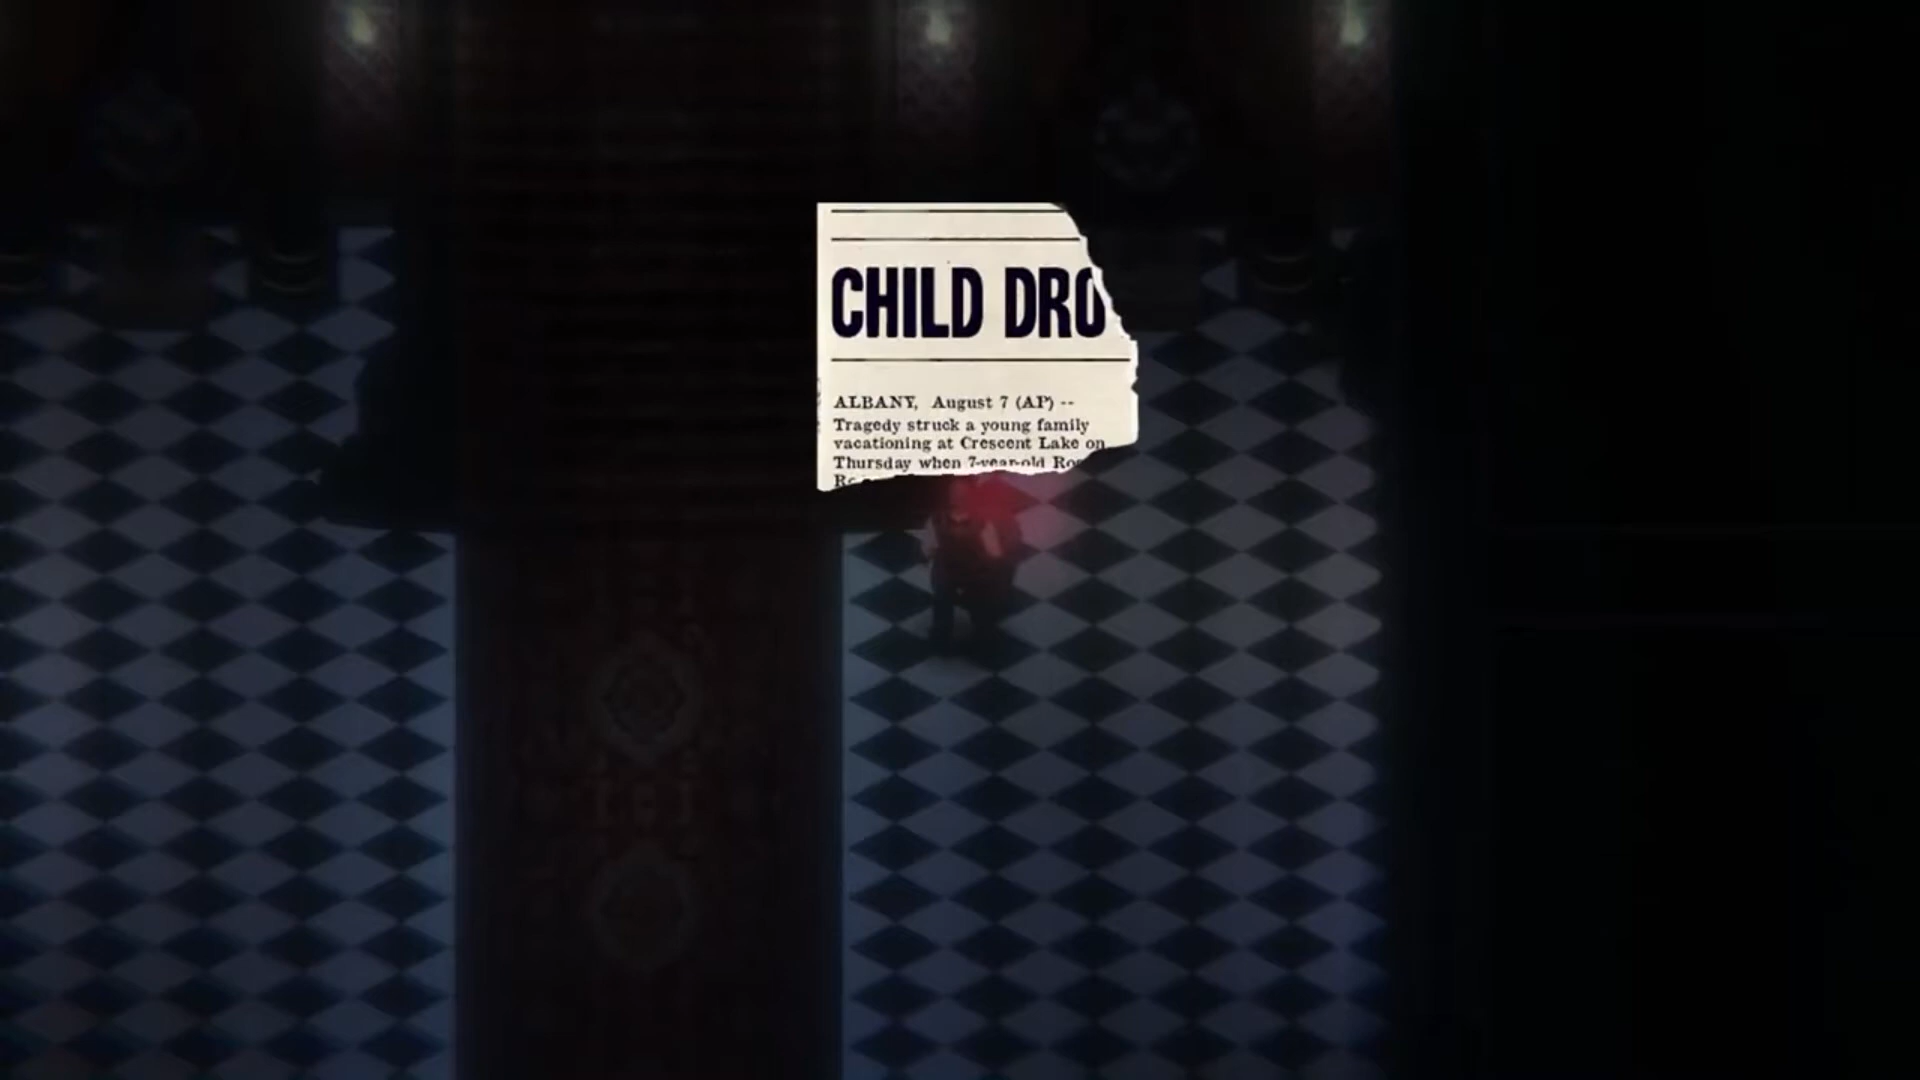 CHILD DRO
ALBANY, August 7 (AP) --
Tragedy struck a young family
vacationing at Crescent Lake on
Thursday when 7-year-old